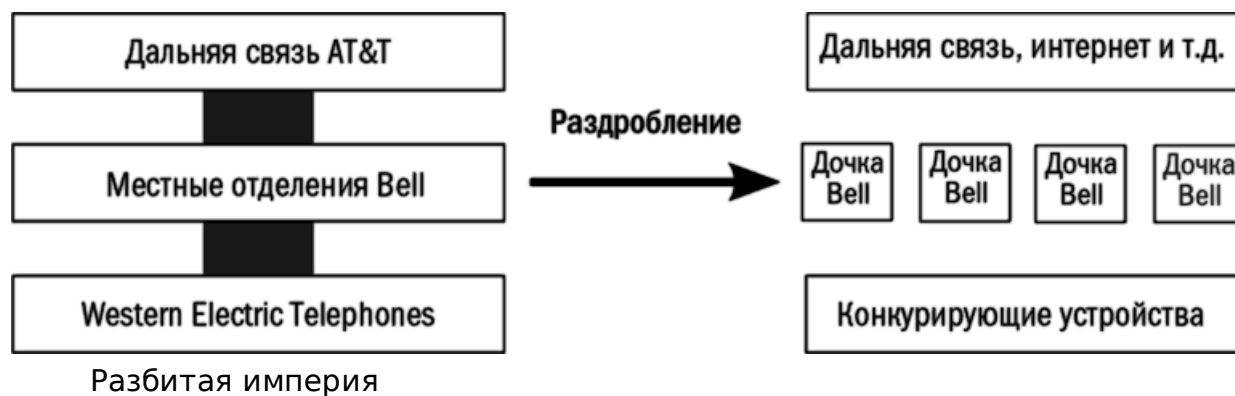 Дальняя связь AT&T
Местные отделения Bell
Western Electric Telephones
Раздробление
Дальняя связь, интернет и т.д.
Дочка
Bell
Дочка
Bell
Дочка
Bell
Дочка
Bell
Конкурирующие устройства
Разбитая империя